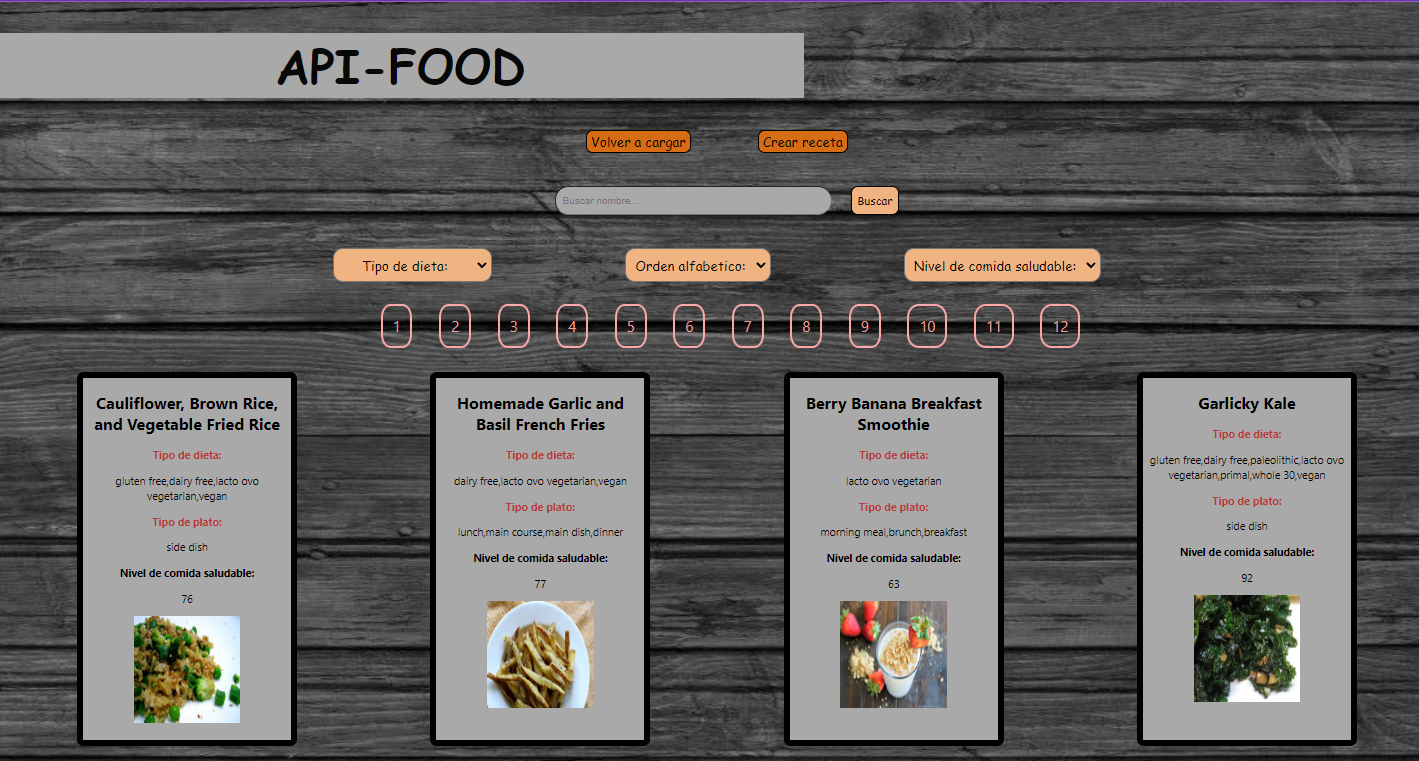 API-FOOD
Volver a cargar
Crear receta
Buscar nombre...
Buscar
Tipo de dieta:
Orden alfabetico:
Nivel de comida saludable:
1 2 3 4 5 6 7 8 9 10 11 12
Cauliflower, Brown Rice,
and Vegetable Fried Rice
Tipo de dieta:
gluten free,dairy free,lacto ovo
vegetarian,vegan
Tipo de plato:
side dish
Nivel de comida saludable:
76
Homemade Garlic and
Basil French Fries
Tipo de dieta:
dairy free,lacto ovo vegetarian,vegan
Tipo de plato:
lunch,main course,main dish,dinner
Nivel de comida saludable:
77
Berry Banana Breakfast
Smoothie
Tipo de dieta:
lacto ovo vegetarian
Tipo de plato:
morning meal,brunch,breakfast
Nivel de comida saludable:
63
Garlicky Kale
Tipo de dieta:
gluten free,dairy free,paleolithic,lacto ovo
vegetarian,primal,whole 30,vegan
Tipo de plato:
side dish
Nivel de comida saludable:
92